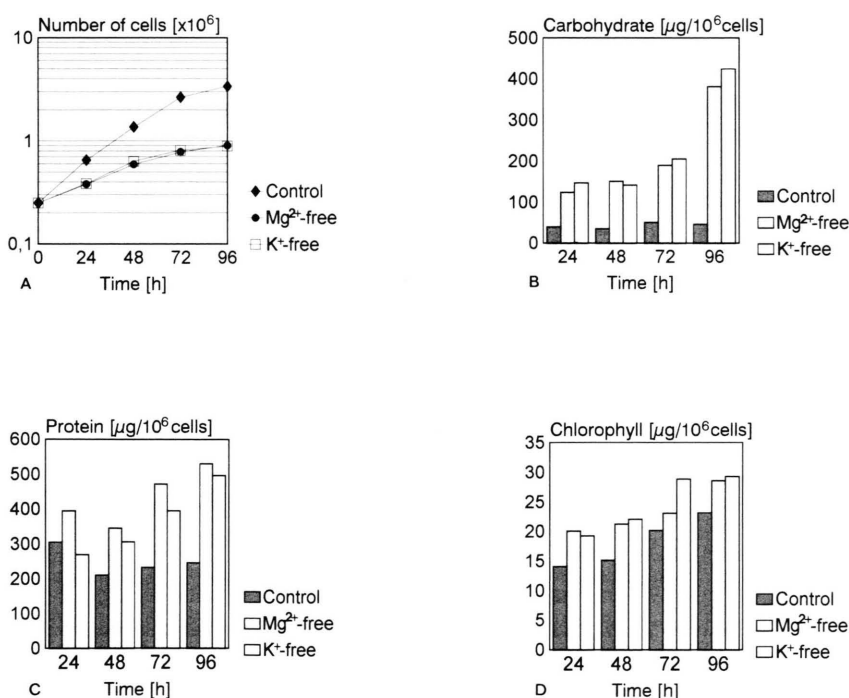 Number of cells [x10⁶]
10
1
0,1
0 24 48 72 96
A Time [h]
Control
Mg²⁺-free
K⁺-free
Carbohydrate [μg/10⁶cells]
500
400
300
200
100
0
24 48 72 96
B Time [h]
Control
Mg²⁺-free
K⁺-free
Protein [μg/10⁶cells]
600
500
400
300
200
100
0
24 48 72 96
C Time [h]
Control
Mg²⁺-free
K⁺-free
Chlorophyll [μg/10⁶cells]
35
30
25
20
15
10
5
0
24 48 72 96
D Time [h]
Control
Mg²⁺-free
K⁺-free